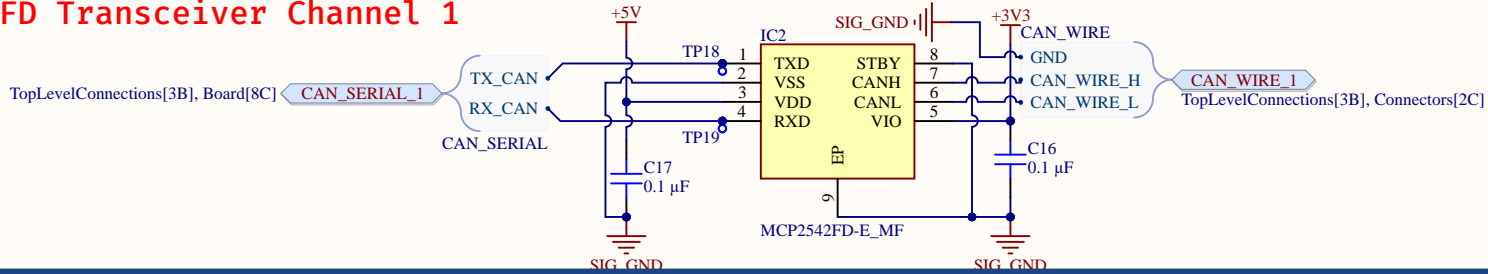 FD Transceiver Channel 1
+5V
SIG_GND
+3V3
CAN_WIRE
IC2
TP18
1
TXD
STBY
8
GND
TX_CAN
2
VSS
CANH
7
CAN_WIRE_H
TopLevelConnections[3B], Board[8C]
CAN_SERIAL_1
3
VDD
CANL
6
CAN_WIRE_L
CAN_WIRE_1
TopLevelConnections[3B], Connectors[2C]
RX_CAN
4
RXD
VIO
5
TP19
CAN_SERIAL
EP
C17
0.1 µF
C16
0.1 µF
9
MCP2542FD-E_MF
SIG_GND
SIG_GND